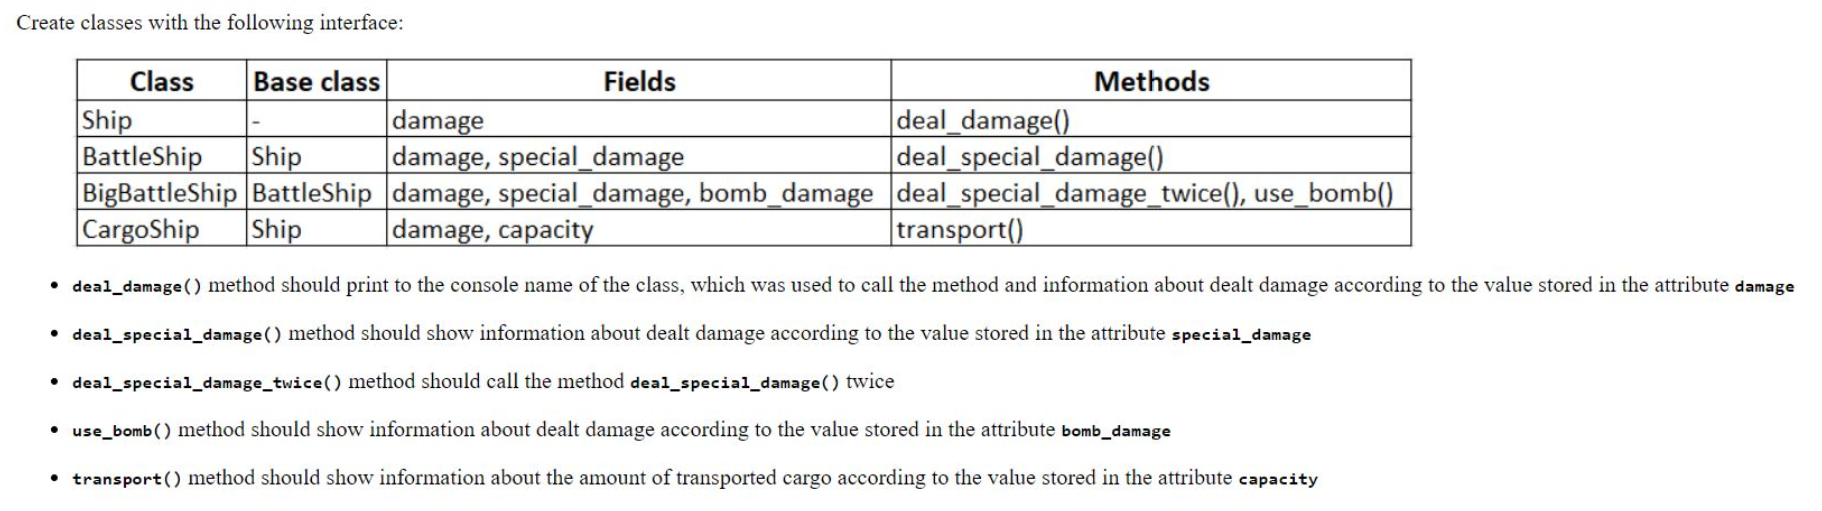 Create classes with the following interface:
Class Base class Fields Methods
Ship - damage deal_damage()
BattleShip Ship damage, special_damage deal_special_damage()
BigBattleShip BattleShip damage, special_damage, bomb_damage deal_special_damage_twice(), use_bomb()
CargoShip Ship damage, capacity transport()
• deal_damage() method should print to the console name of the class, which was used to call the method and information about dealt damage according to the value stored in the attribute damage
• deal_special_damage() method should show information about dealt damage according to the value stored in the attribute special_damage
• deal_special_damage_twice() method should call the method deal_special_damage() twice
• use_bomb() method should show information about dealt damage according to the value stored in the attribute bomb_damage
• transport() method should show information about the amount of transported cargo according to the value stored in the attribute capacity